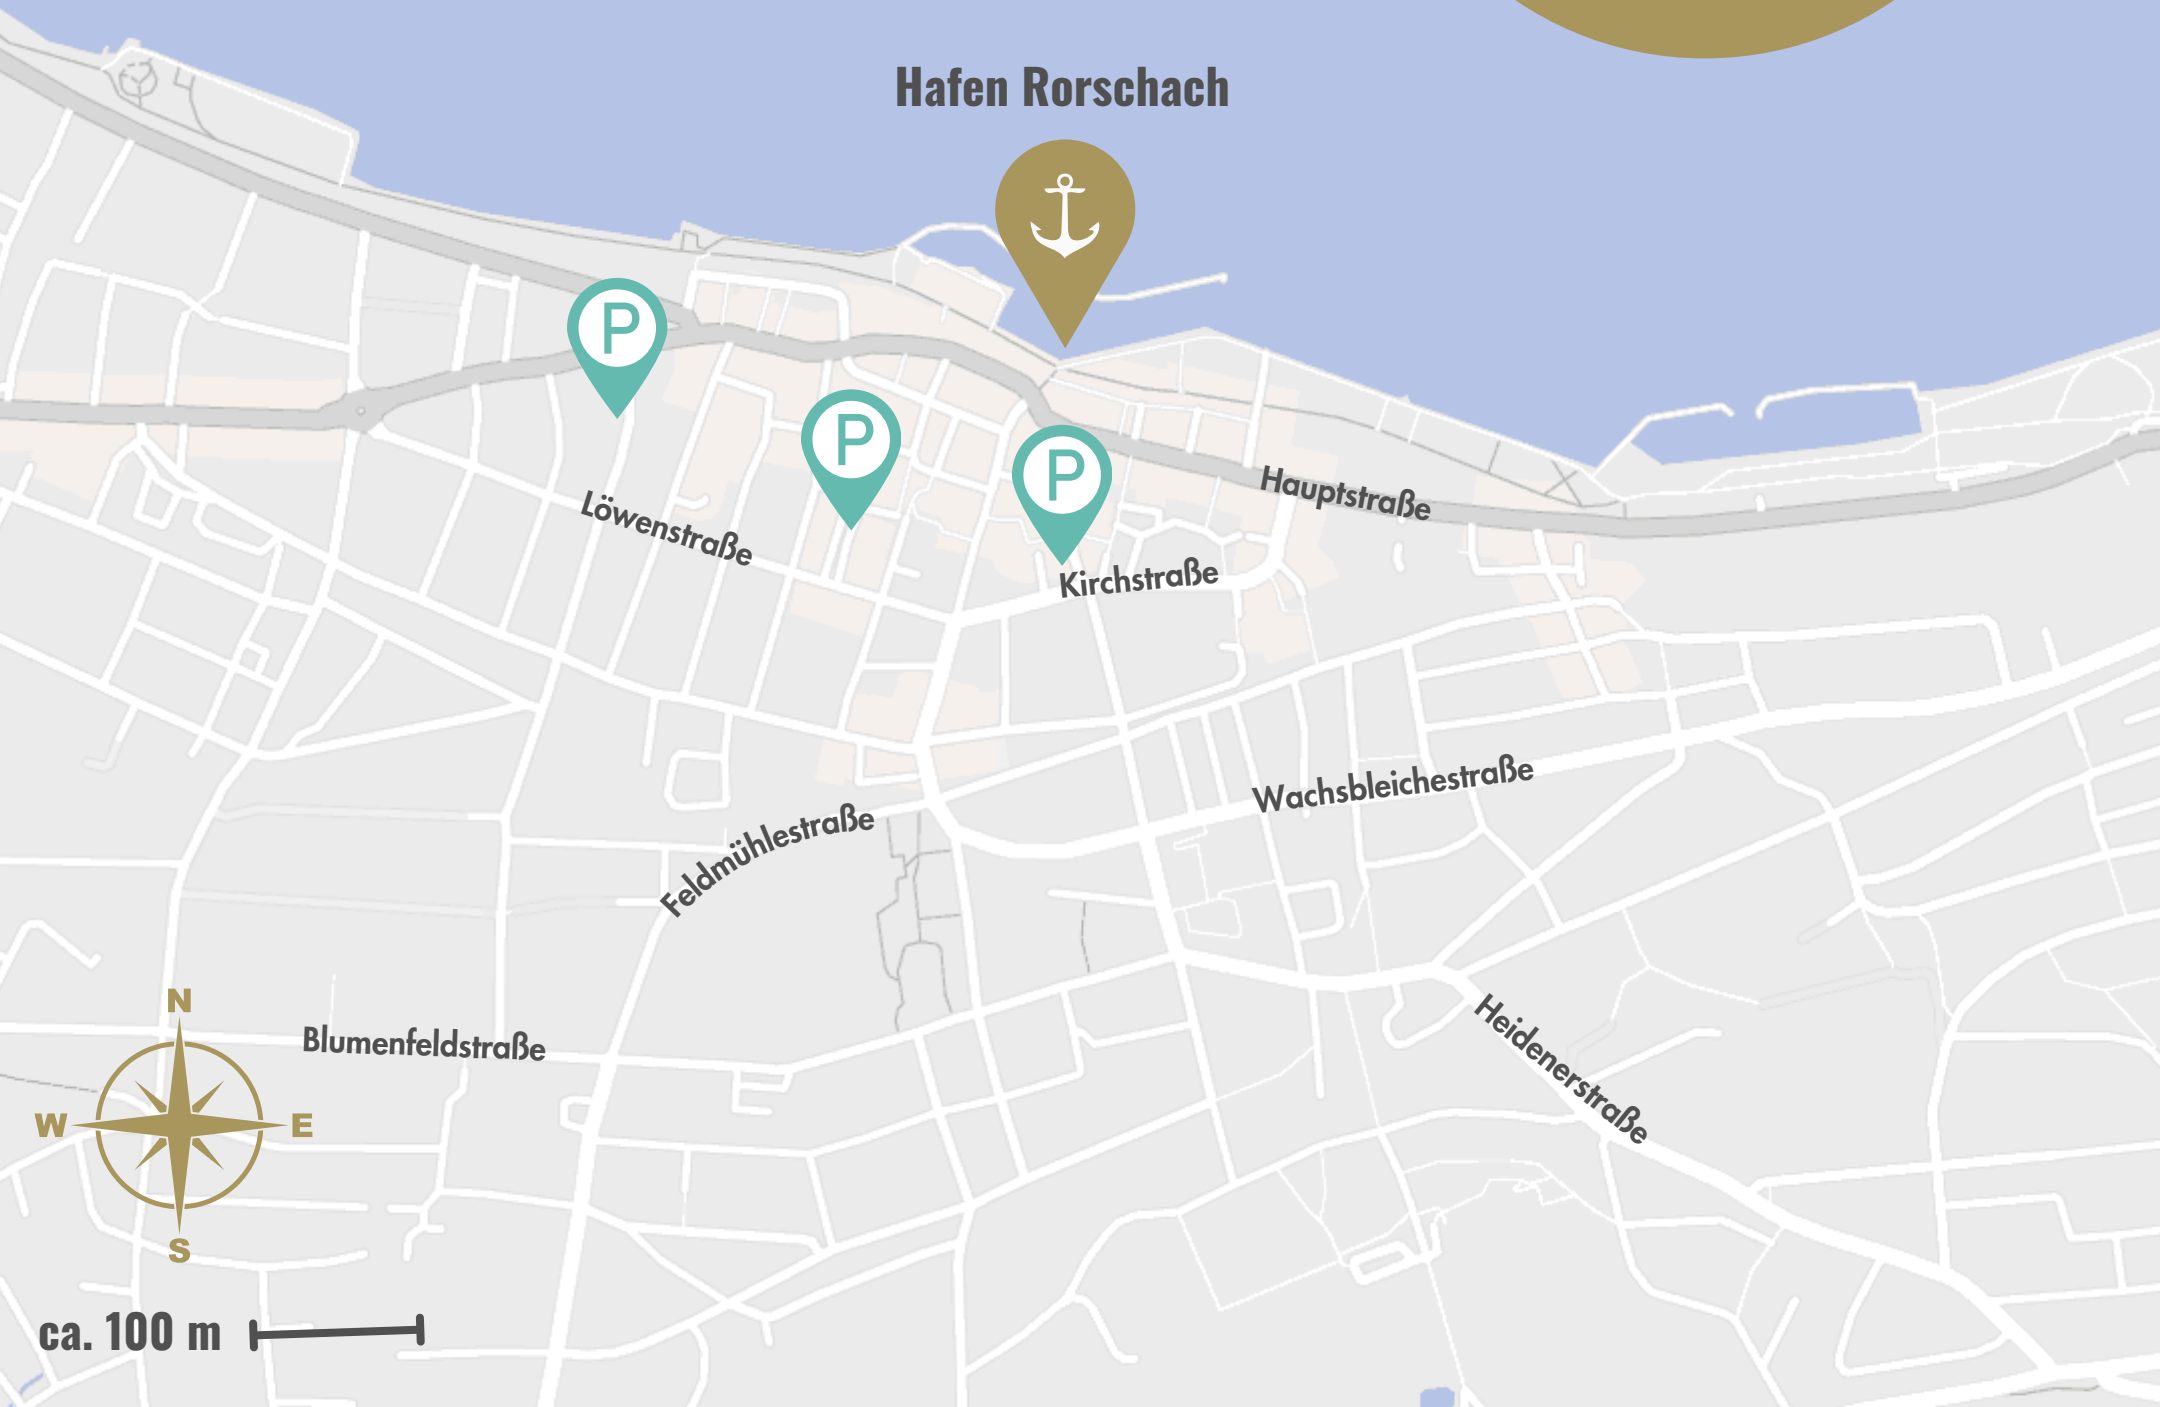 Hafen Rorschach
P
P
P
Hauptstraße
Löwenstraße
Kirchstraße
Wachsbleichestraße
Feldmühlestraße
Heidenerstraße
Blumenfeldstraße
N
W
E
S
ca. 100 m